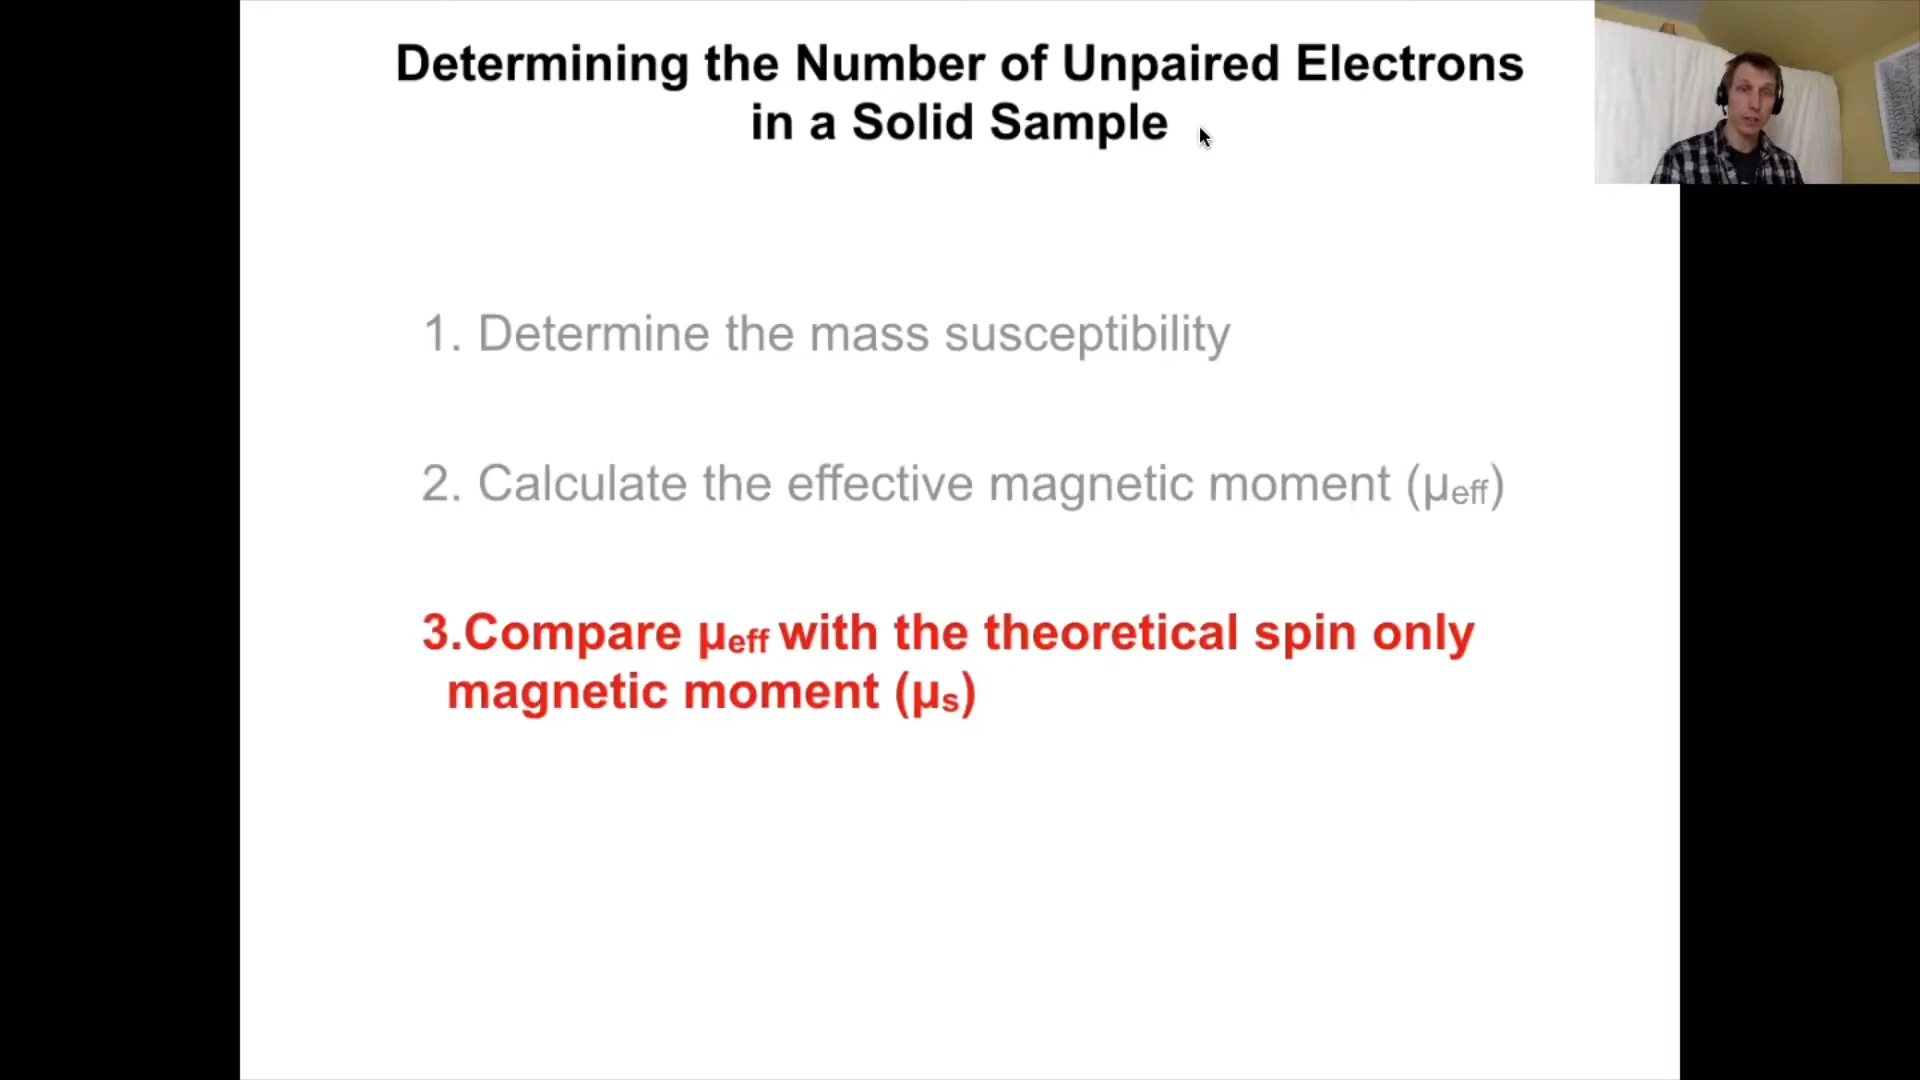 Determining the Number of Unpaired Electrons
in a Solid Sample
1. Determine the mass susceptibility
2. Calculate the effective magnetic moment (μeff)
3.Compare μeff with the theoretical spin only
magnetic moment (μs)